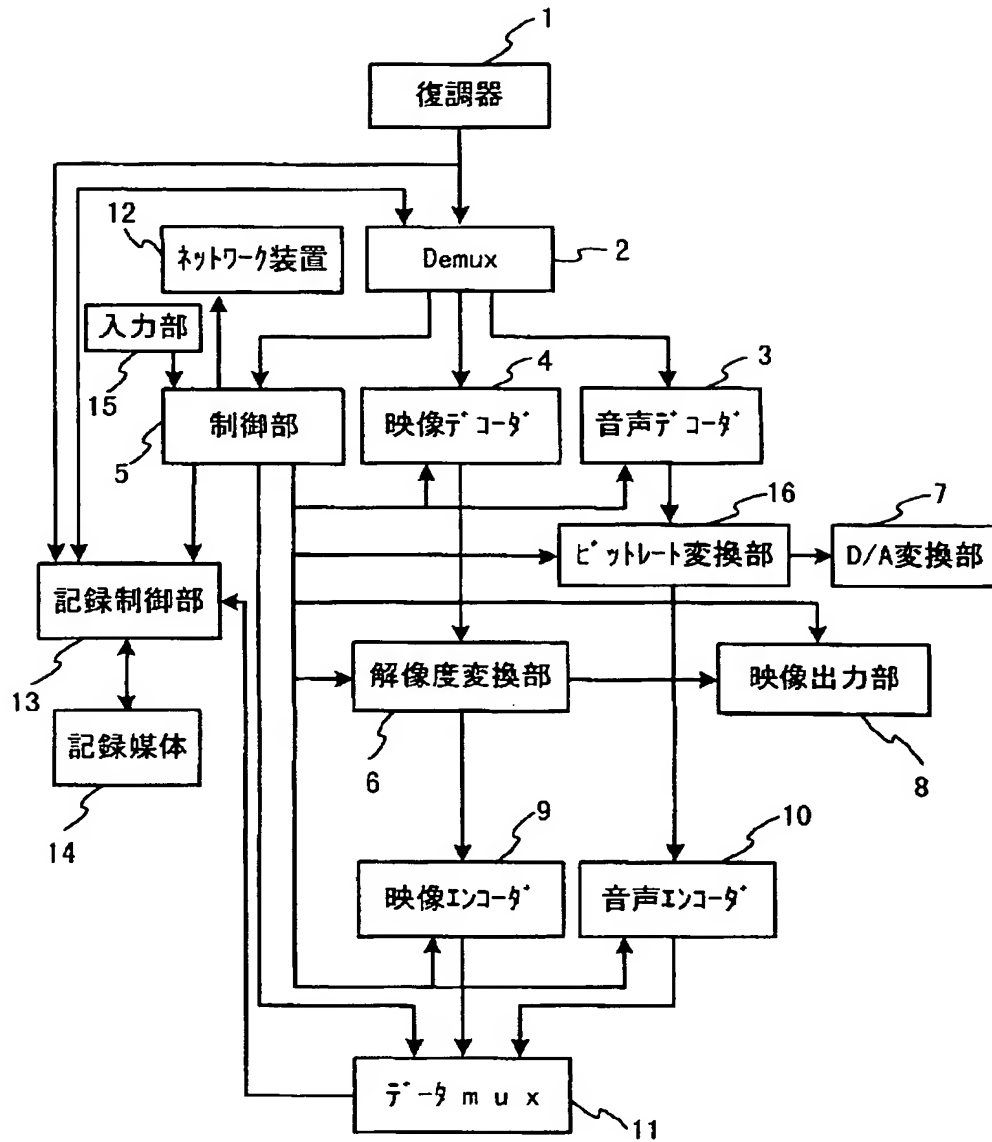 1
復調器
12
ネットワーク装置
Demux
2
入力部
15
4
3
制御部
5
映像デコーダ
音声デコーダ
16
7
ビットレート変換部
D/A変換部
記録制御部
13
解像度変換部
6
映像出力部
8
記録媒体
14
9
10
映像エンコーダ
音声エンコーダ
データmux
11